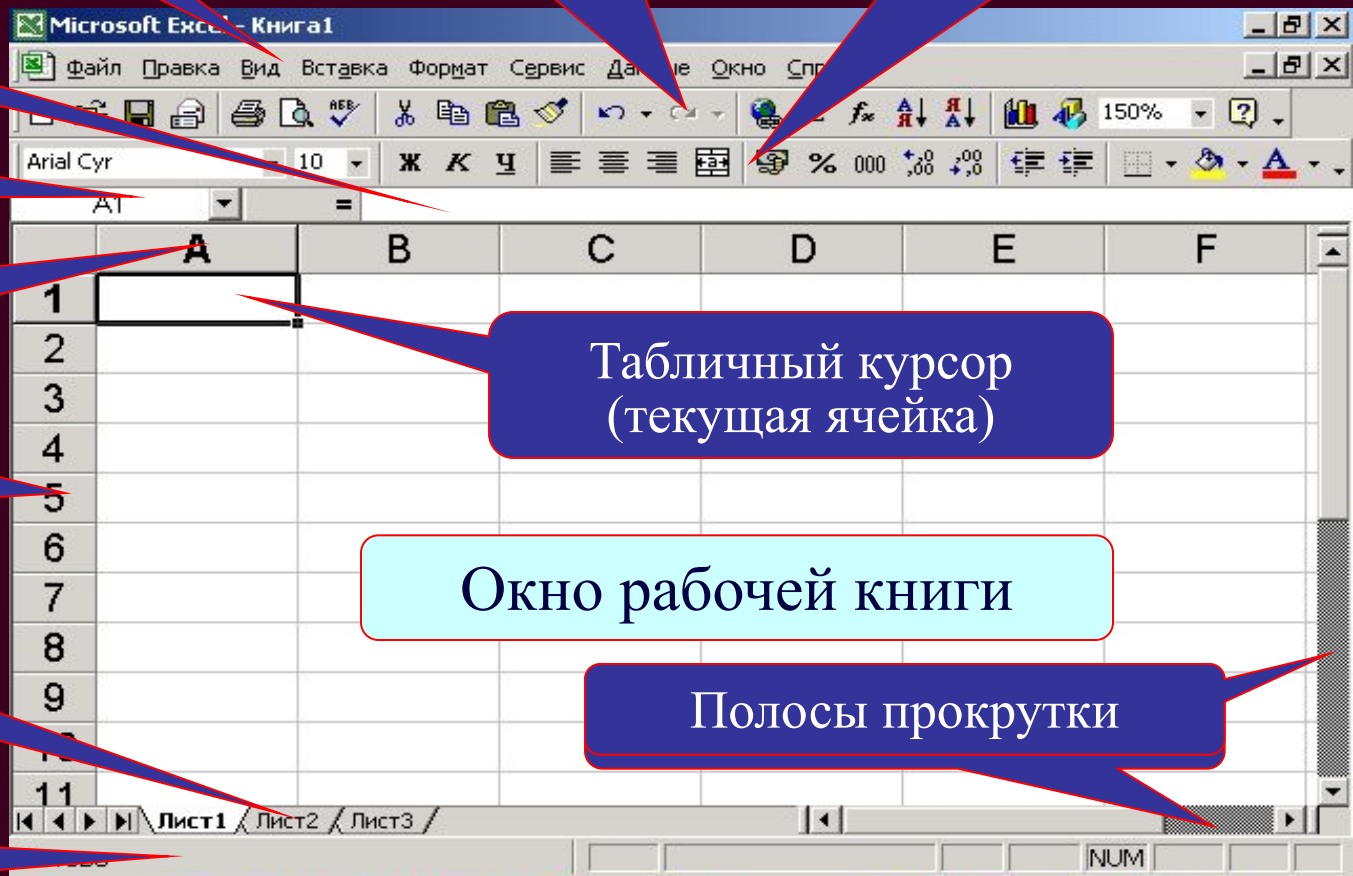 Microsoft Excel - Книга1
Файл Правка Вид Вставка Формат Сервис Окно
150%
Arial Cyr 10 Ж К Ч % 000
A1 =
A B C D E F
1
2
3
4
5
6
7
8
9
11
Табличный курсор
(текущая ячейка)
Окно рабочей книги
Полосы прокрутки
Лист1 Лист2 Лист3
NUM